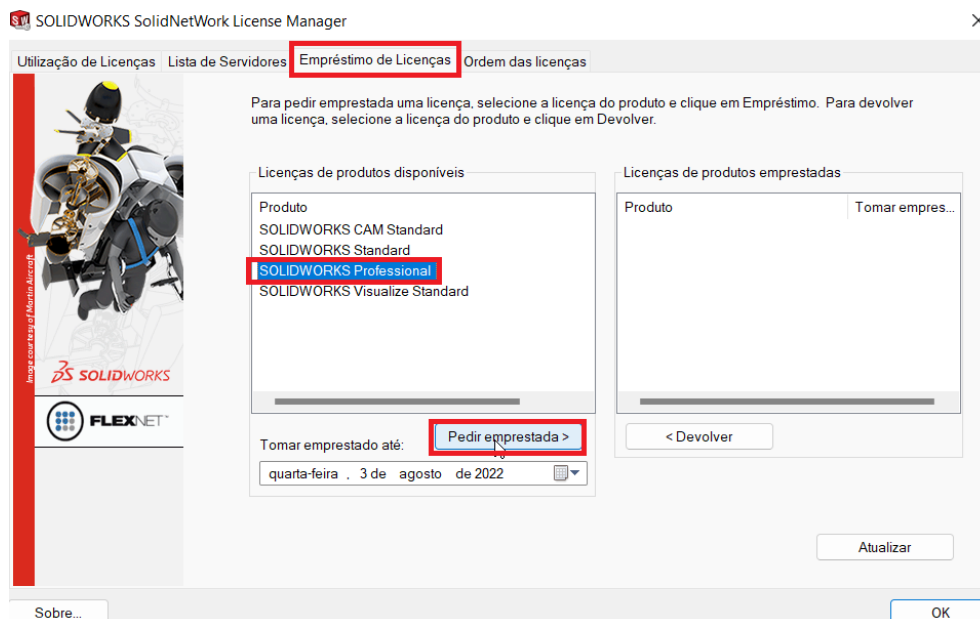 SOLIDWORKS SolidNetWork License Manager
Utilização de Licenças Lista de Servidores Empréstimo de Licenças Ordem das licenças
Para pedir emprestada uma licença, selecione a licença do produto e clique em Empréstimo. Para devolver
uma licença, selecione a licença do produto e clique em Devolver.
Licenças de produtos disponíveis
Produto
SOLIDWORKS CAM Standard
SOLIDWORKS Standard
SOLIDWORKS Professional
SOLIDWORKS Visualize Standard
Tomar emprestado até:
Pedir emprestada >
quarta-feira , 3 de agosto de 2022
Licenças de produtos emprestadas
Produto Tomar empres...
< Devolver
Atualizar
Image courtesy of Martin Aircraft
SOLIDWORKS
FLEXNET
Sobre...
OK